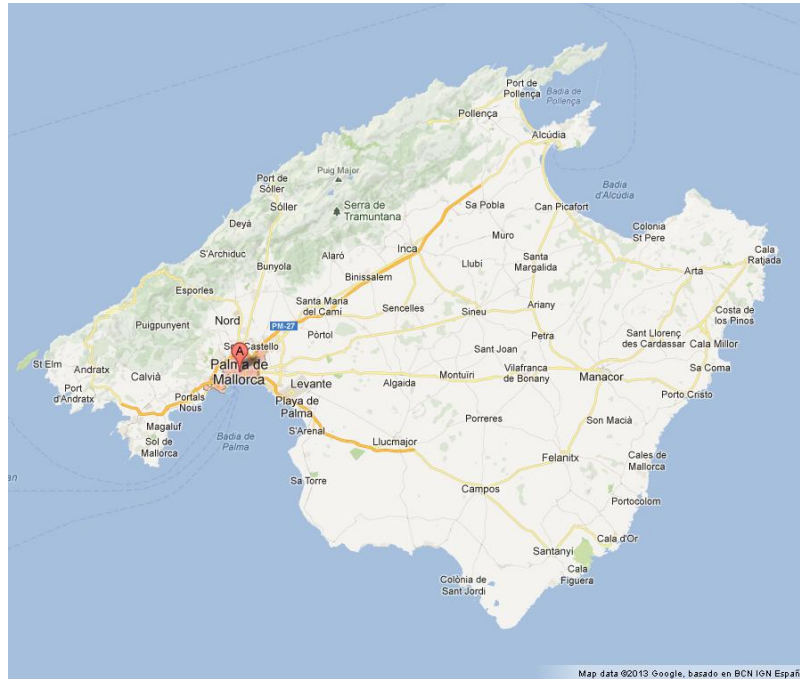 Port de
Pollença
Badia de
Pollença
Pollença
Alcúdia
Puig Major
Port de
Sóller
Badia
d'Alcúdia
Sóller
Serra de
Tramuntana
Sa Pobla
Can Picafort
Deyá
Colonia
St Pere
Muro
Inca
S'Archiduc
Alaró
Cala
Ratjada
Bunyola
Llubí
Santa
Margalida
Arta
Binissalem
Esporles
Santa Maria
del Camí
Sencelles
Sineu
Ariany
Costa de
los Pinos
Nord
Puigpunyent
PM-27
Pòrtol
Petra
Sant Llorenç
des Cardassar
Cala Millor
Sant Joan
A
St Elm
Andratx
Calvià
Palma de
Mallorca
Levante
Algaida
Montuïri
Vilafranca
de Bonany
Manacor
Sa Coma
Port
d'Andratx
Portals
Nous
Playa de
Palma
Porto Cristo
Magaluf
Porreres
Son Macià
Sol de
Mallorca
Badia de
Palma
S'Arenal
Llucmajor
Felanitx
Cales de
Mallorca
Sa Torre
Campos
Portocolom
Cala d'Or
Santanyí
Colònia de
Sant Jordi
Cala
Figuera
Map data ©2013 Google, basado en BCN IGN Españ